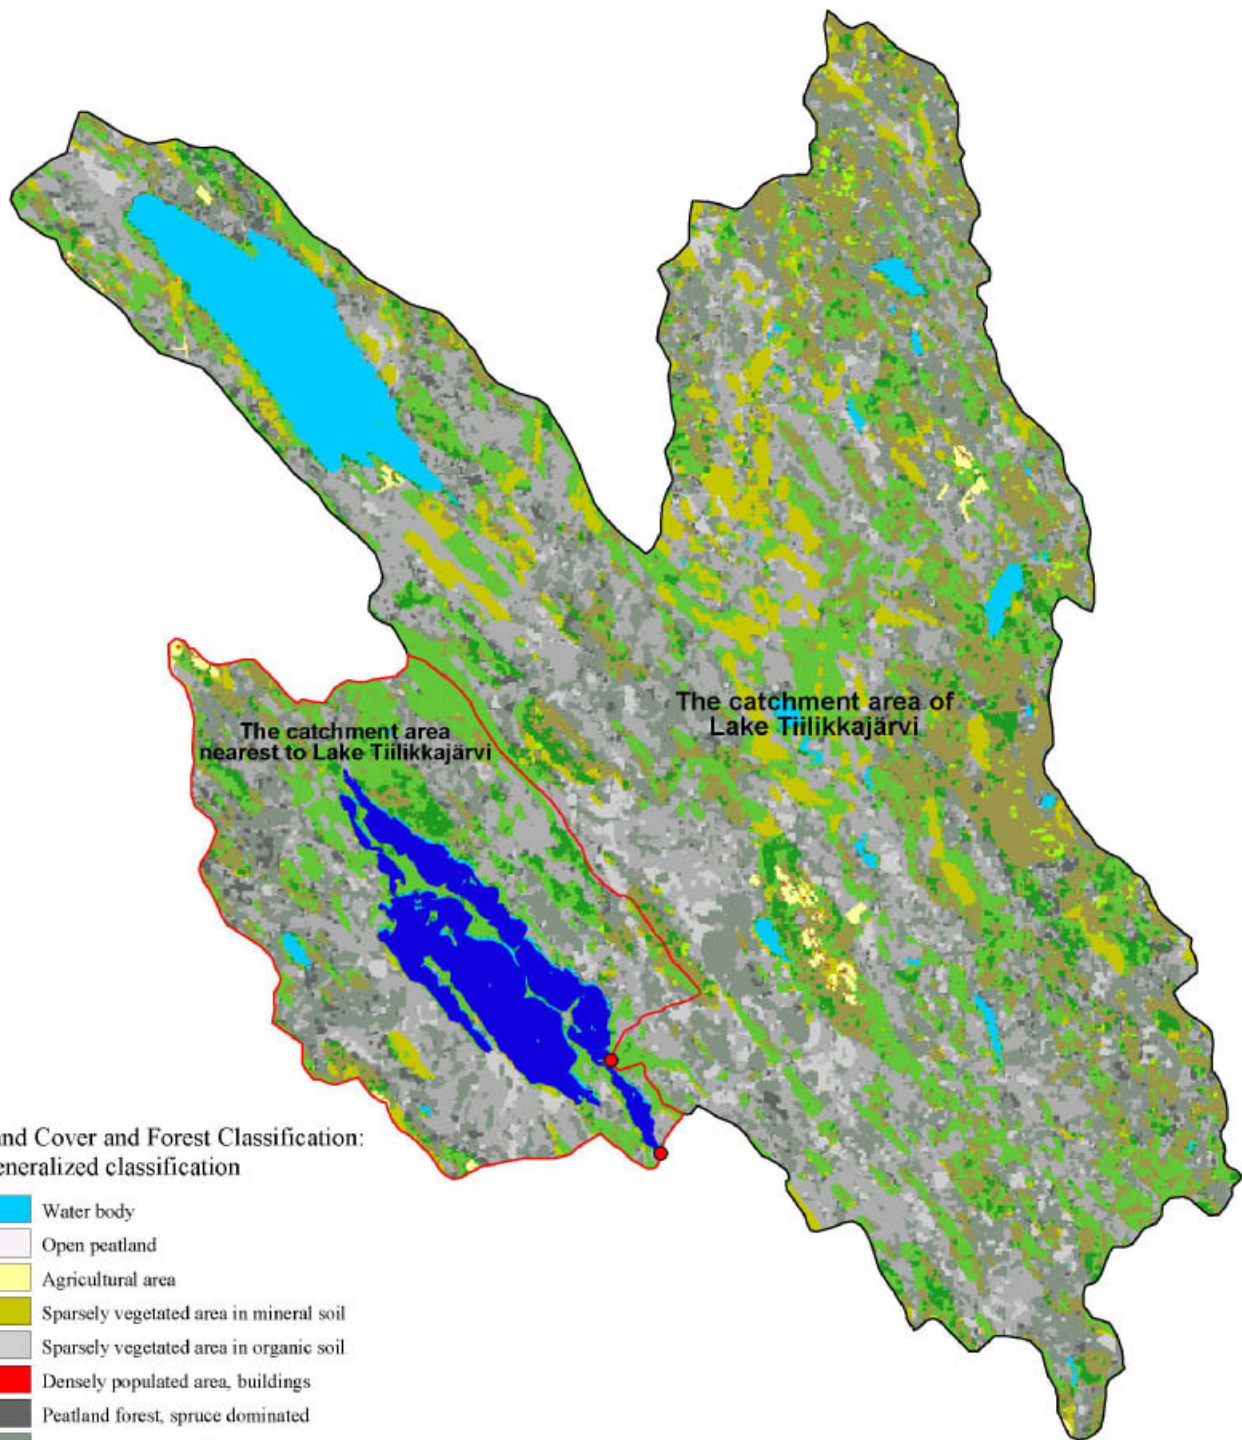 The catchment area of
Lake Tiilikkajärvi
The catchment area
nearest to Lake Tiilikkajärvi
nd Cover and Forest Classification:
eneralized classification
Water body
Open peatland
Agricultural area
Sparsely vegetated area in mineral soil
Sparsely vegetated area in organic soil
Densely populated area, buildings
Peatland forest, spruce dominated